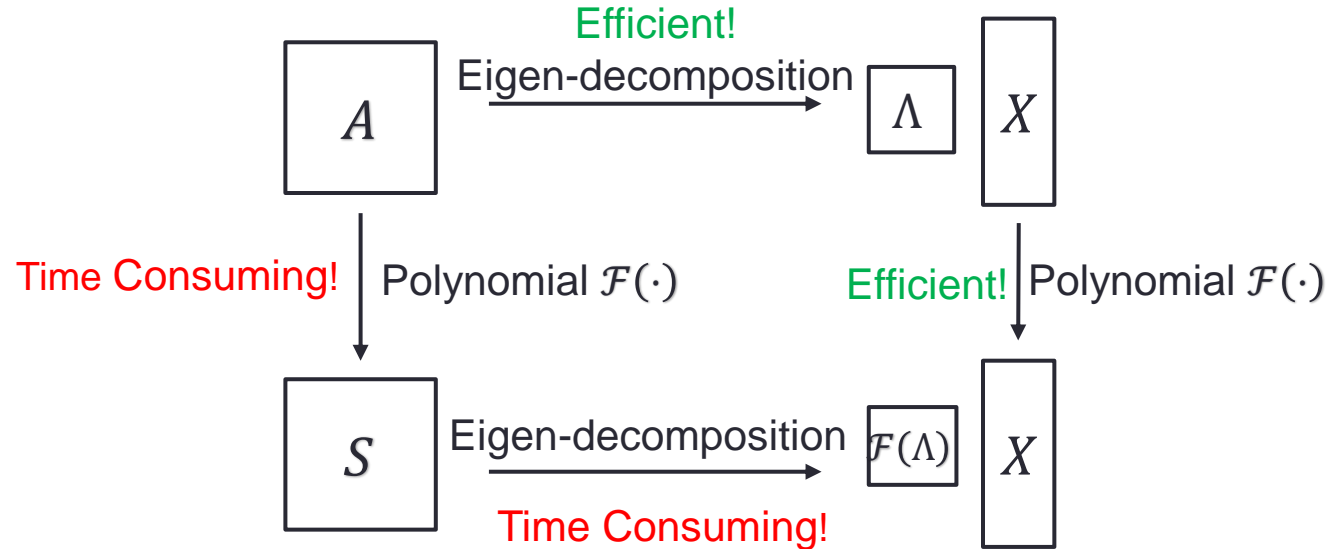 Efficient!
Eigen-decomposition
A
Λ
X
Time Consuming!
Polynomial ℱ(·)
Efficient!
Polynomial ℱ(·)
S
Eigen-decomposition
ℱ(Λ)
X
Time Consuming!